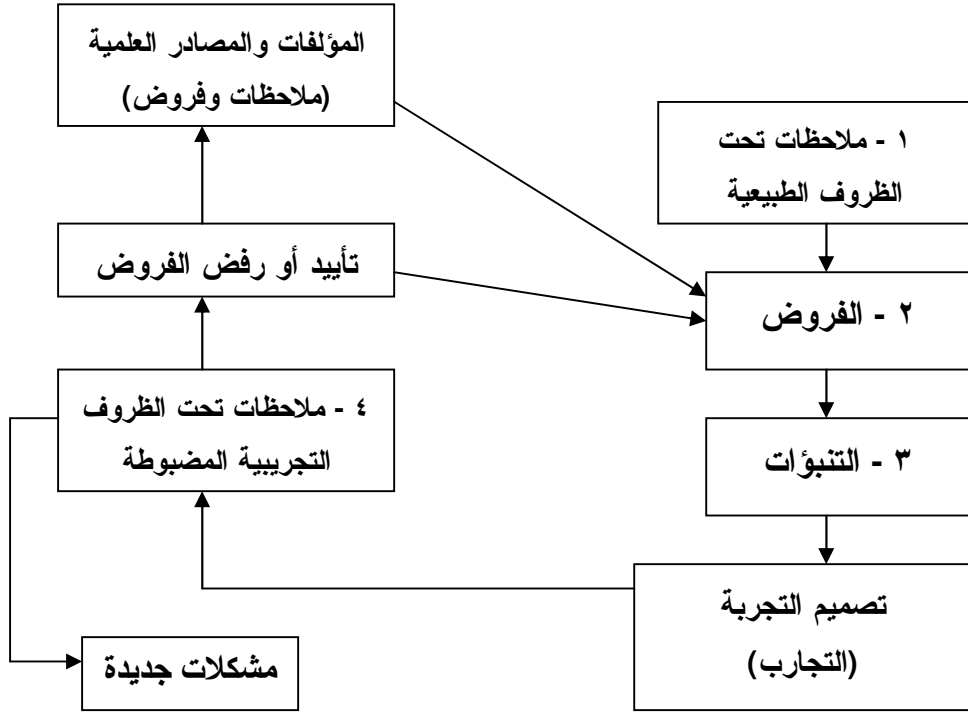 المؤلفات والمصادر العلمية
(ملاحظات وفروض)
١ - ملاحظات تحت
الظروف الطبيعية
تأييد أو رفض الفروض
٢ - الفروض
٤ - ملاحظات تحت الظروف
التجريبية المضبوطة
٣ - التنبؤات
تصميم التجربة
(التجارب)
مشكلات جديدة